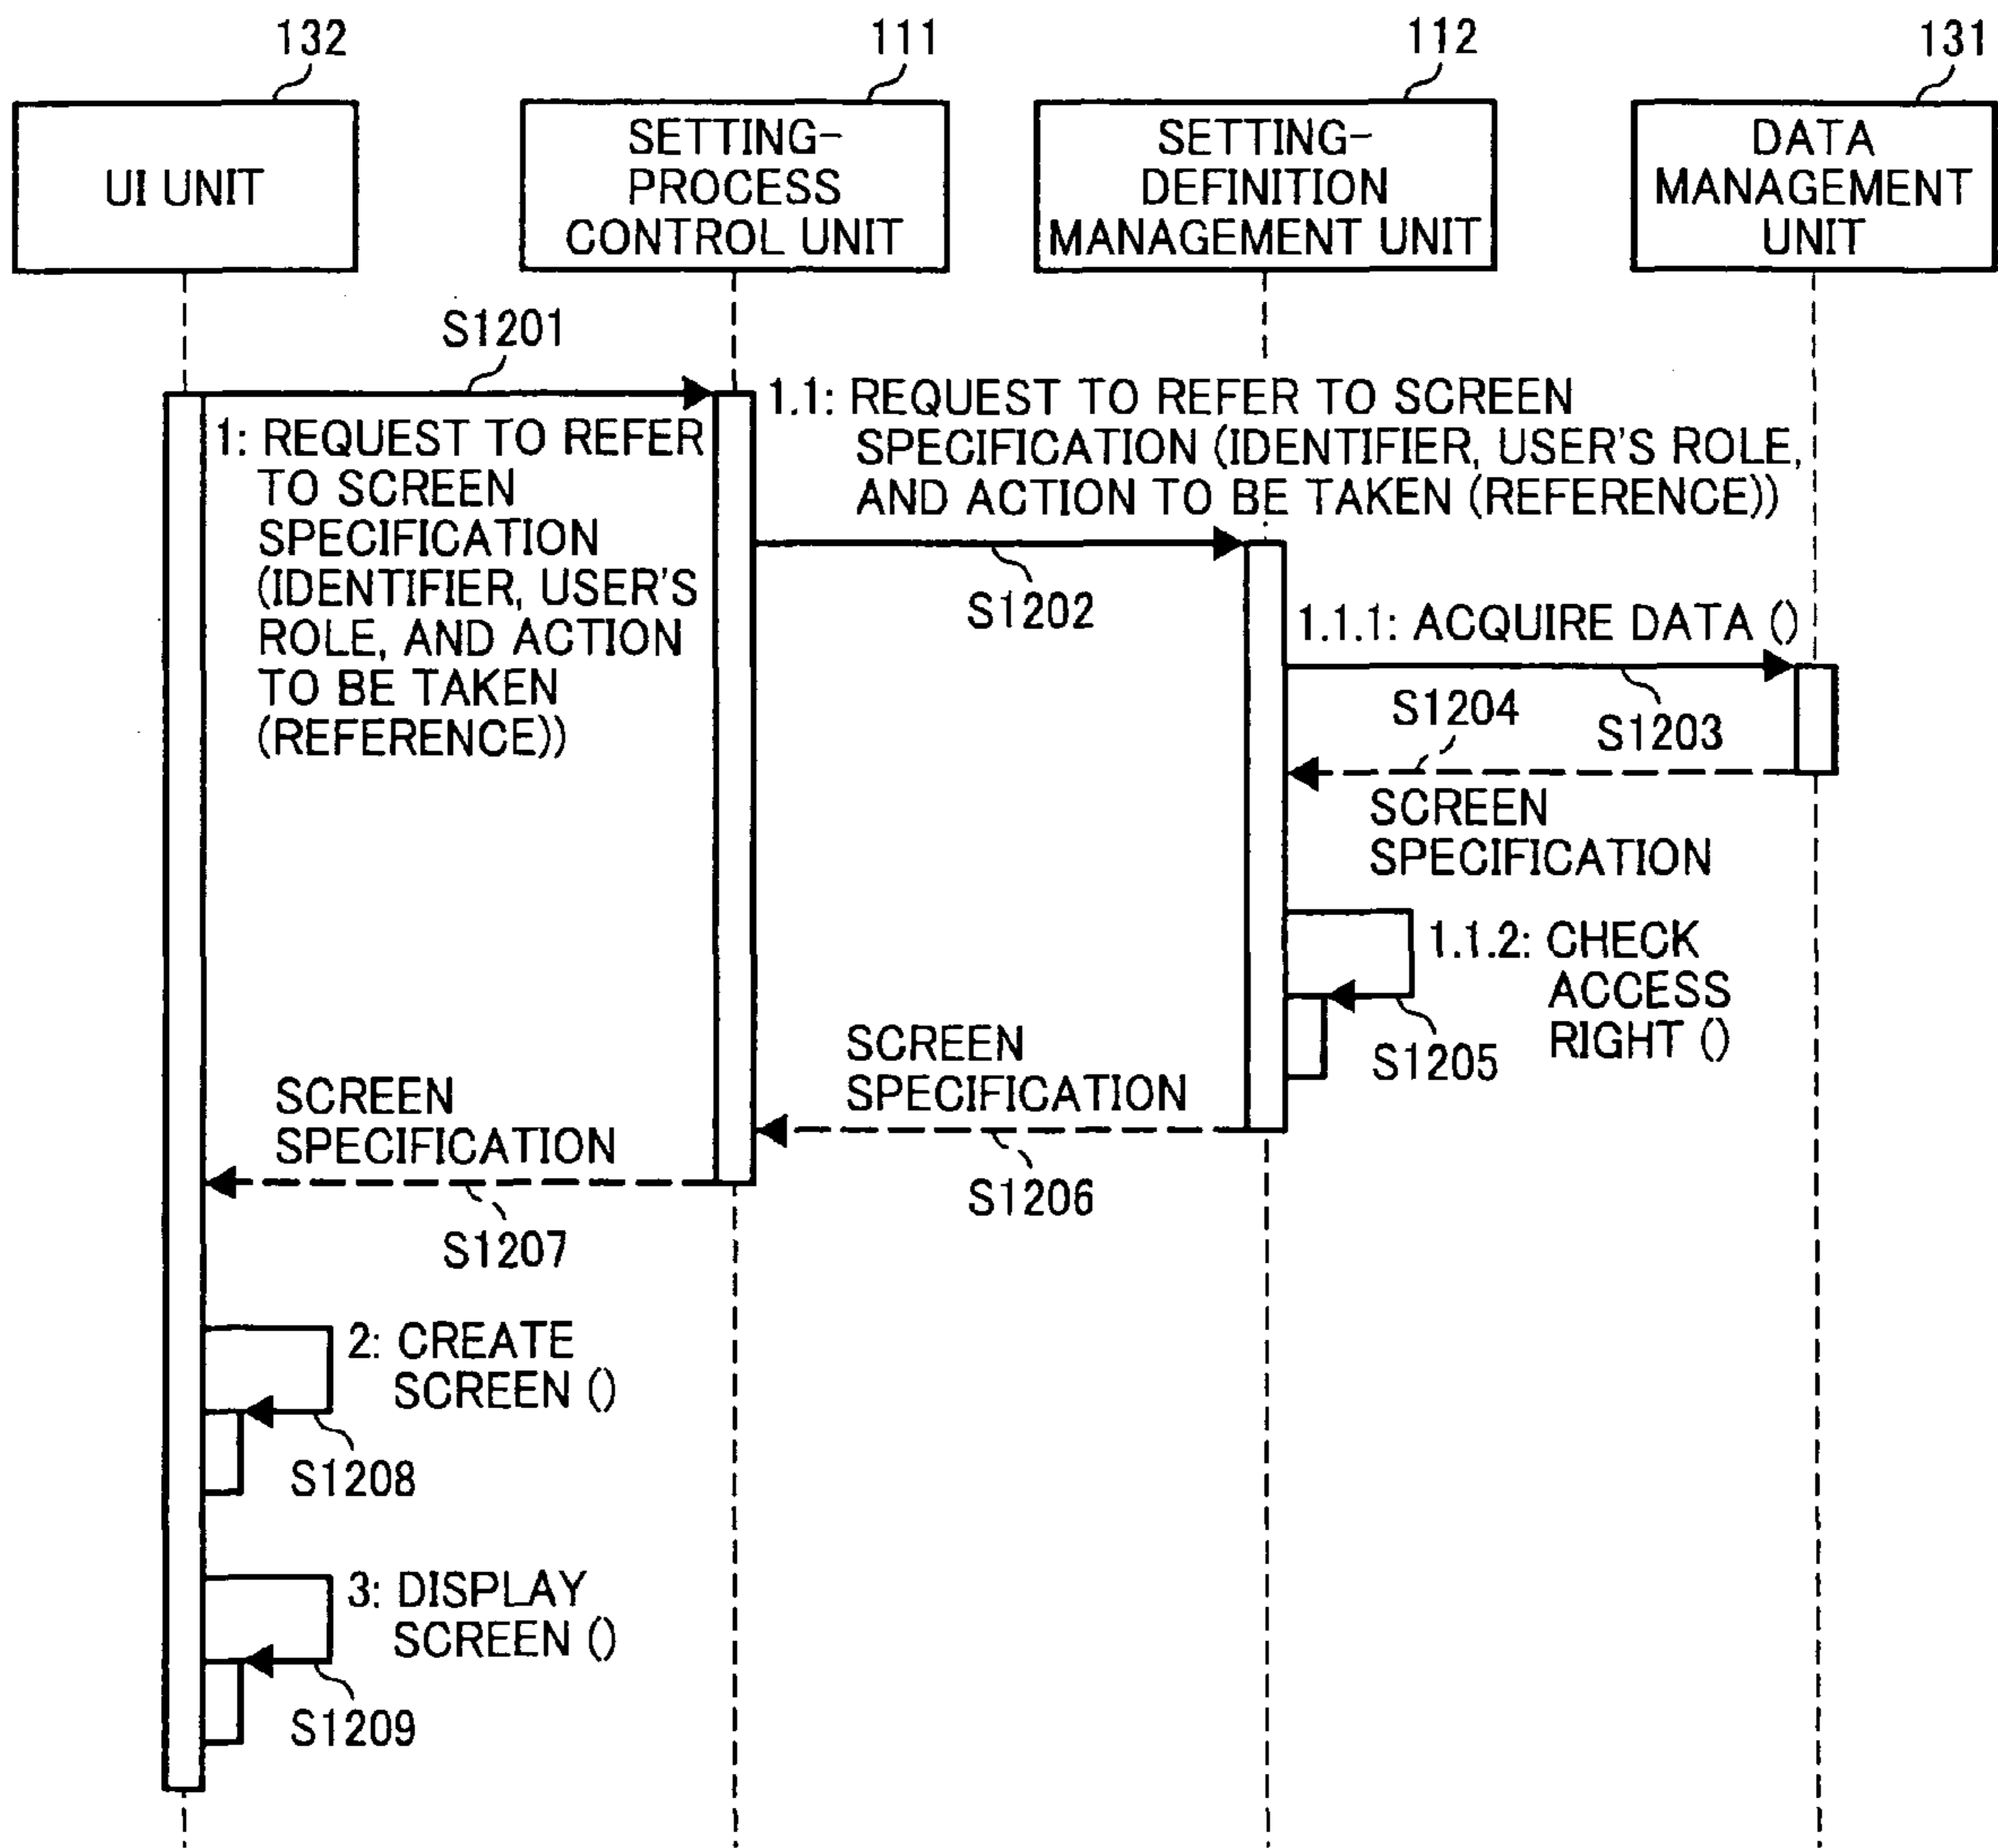 132
111
112
131
UI UNIT
SETTING-
PROCESS
CONTROL UNIT
SETTING-
DEFINITION
MANAGEMENT UNIT
DATA
MANAGEMENT
UNIT
S1201
1: REQUEST TO REFER
TO SCREEN
SPECIFICATION
(IDENTIFIER, USER'S
ROLE, AND ACTION
TO BE TAKEN
(REFERENCE))
1.1: REQUEST TO REFER TO SCREEN
SPECIFICATION (IDENTIFIER, USER'S ROLE,
AND ACTION TO BE TAKEN (REFERENCE))
S1202
1.1.1: ACQUIRE DATA ()
S1203
S1204
SCREEN
SPECIFICATION
1.1.2: CHECK
ACCESS
RIGHT ()
S1205
SCREEN
SPECIFICATION
S1206
SCREEN
SPECIFICATION
S1207
2: CREATE
SCREEN ()
S1208
3: DISPLAY
SCREEN ()
S1209